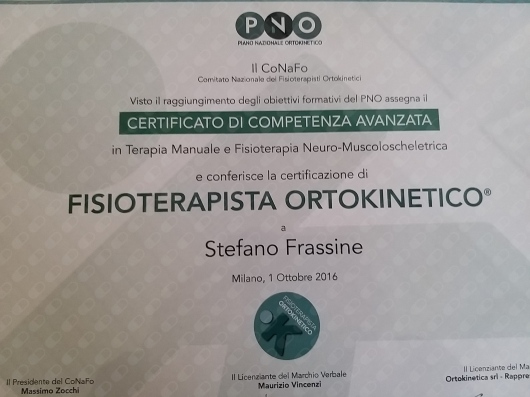 PNO
PIANO NAZIONALE ORTOKINETICO
Il CoNaFo
Comitato Nazionale dei Fisioterapisti Ortokinetici
Visto il raggiungimento degli obiettivi formativi del PNO assegna il
CERTIFICATO DI COMPETENZA AVANZATA
in Terapia Manuale e Fisioterapia Neuro-Muscoloscheletrica
e conferisce la certificazione di
FISIOTERAPISTA ORTOKINETICO®
a
Stefano Frassine
Milano, 1 Ottobre 2016
FISIOTERAPISTA
ORTOKINETICO
Il Presidente del CoNaFo
Massimo Zocchi
Il Licenziante del Marchio Verbale
Maurizio Vincenzi
Il Licenziante del Ma
Ortokinetica srl - Rappre